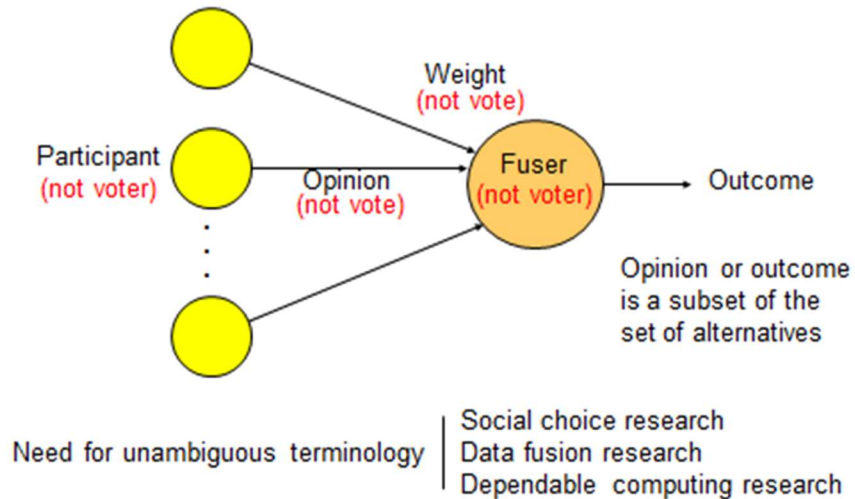 Weight
(not vote)
Participant
(not voter)
Opinion
(not vote)
Fuser
(not voter)
Outcome
Opinion or outcome
is a subset of the
set of alternatives
Need for unambiguous terminology
Social choice research
Data fusion research
Dependable computing research